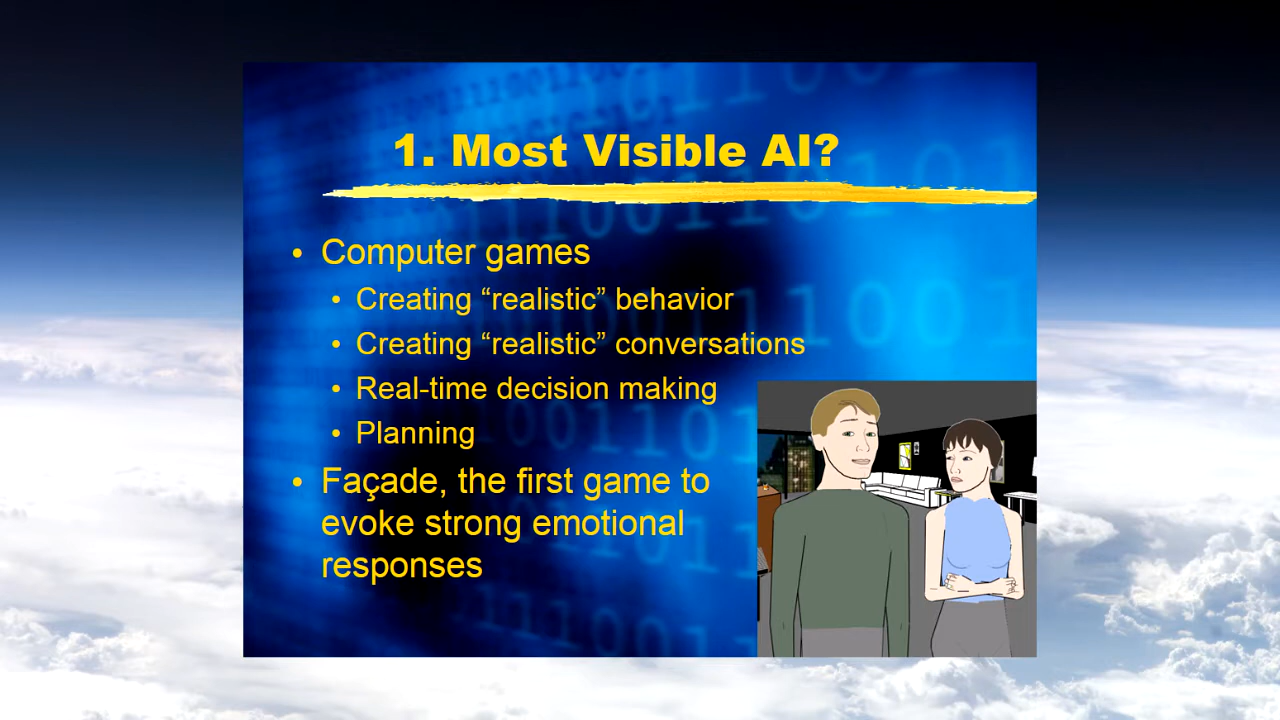 1. Most Visible AI?
• Computer games
• Creating “realistic” behavior
• Creating “realistic” conversations
• Real-time decision making
• Planning
• Façade, the first game to
evoke strong emotional
responses